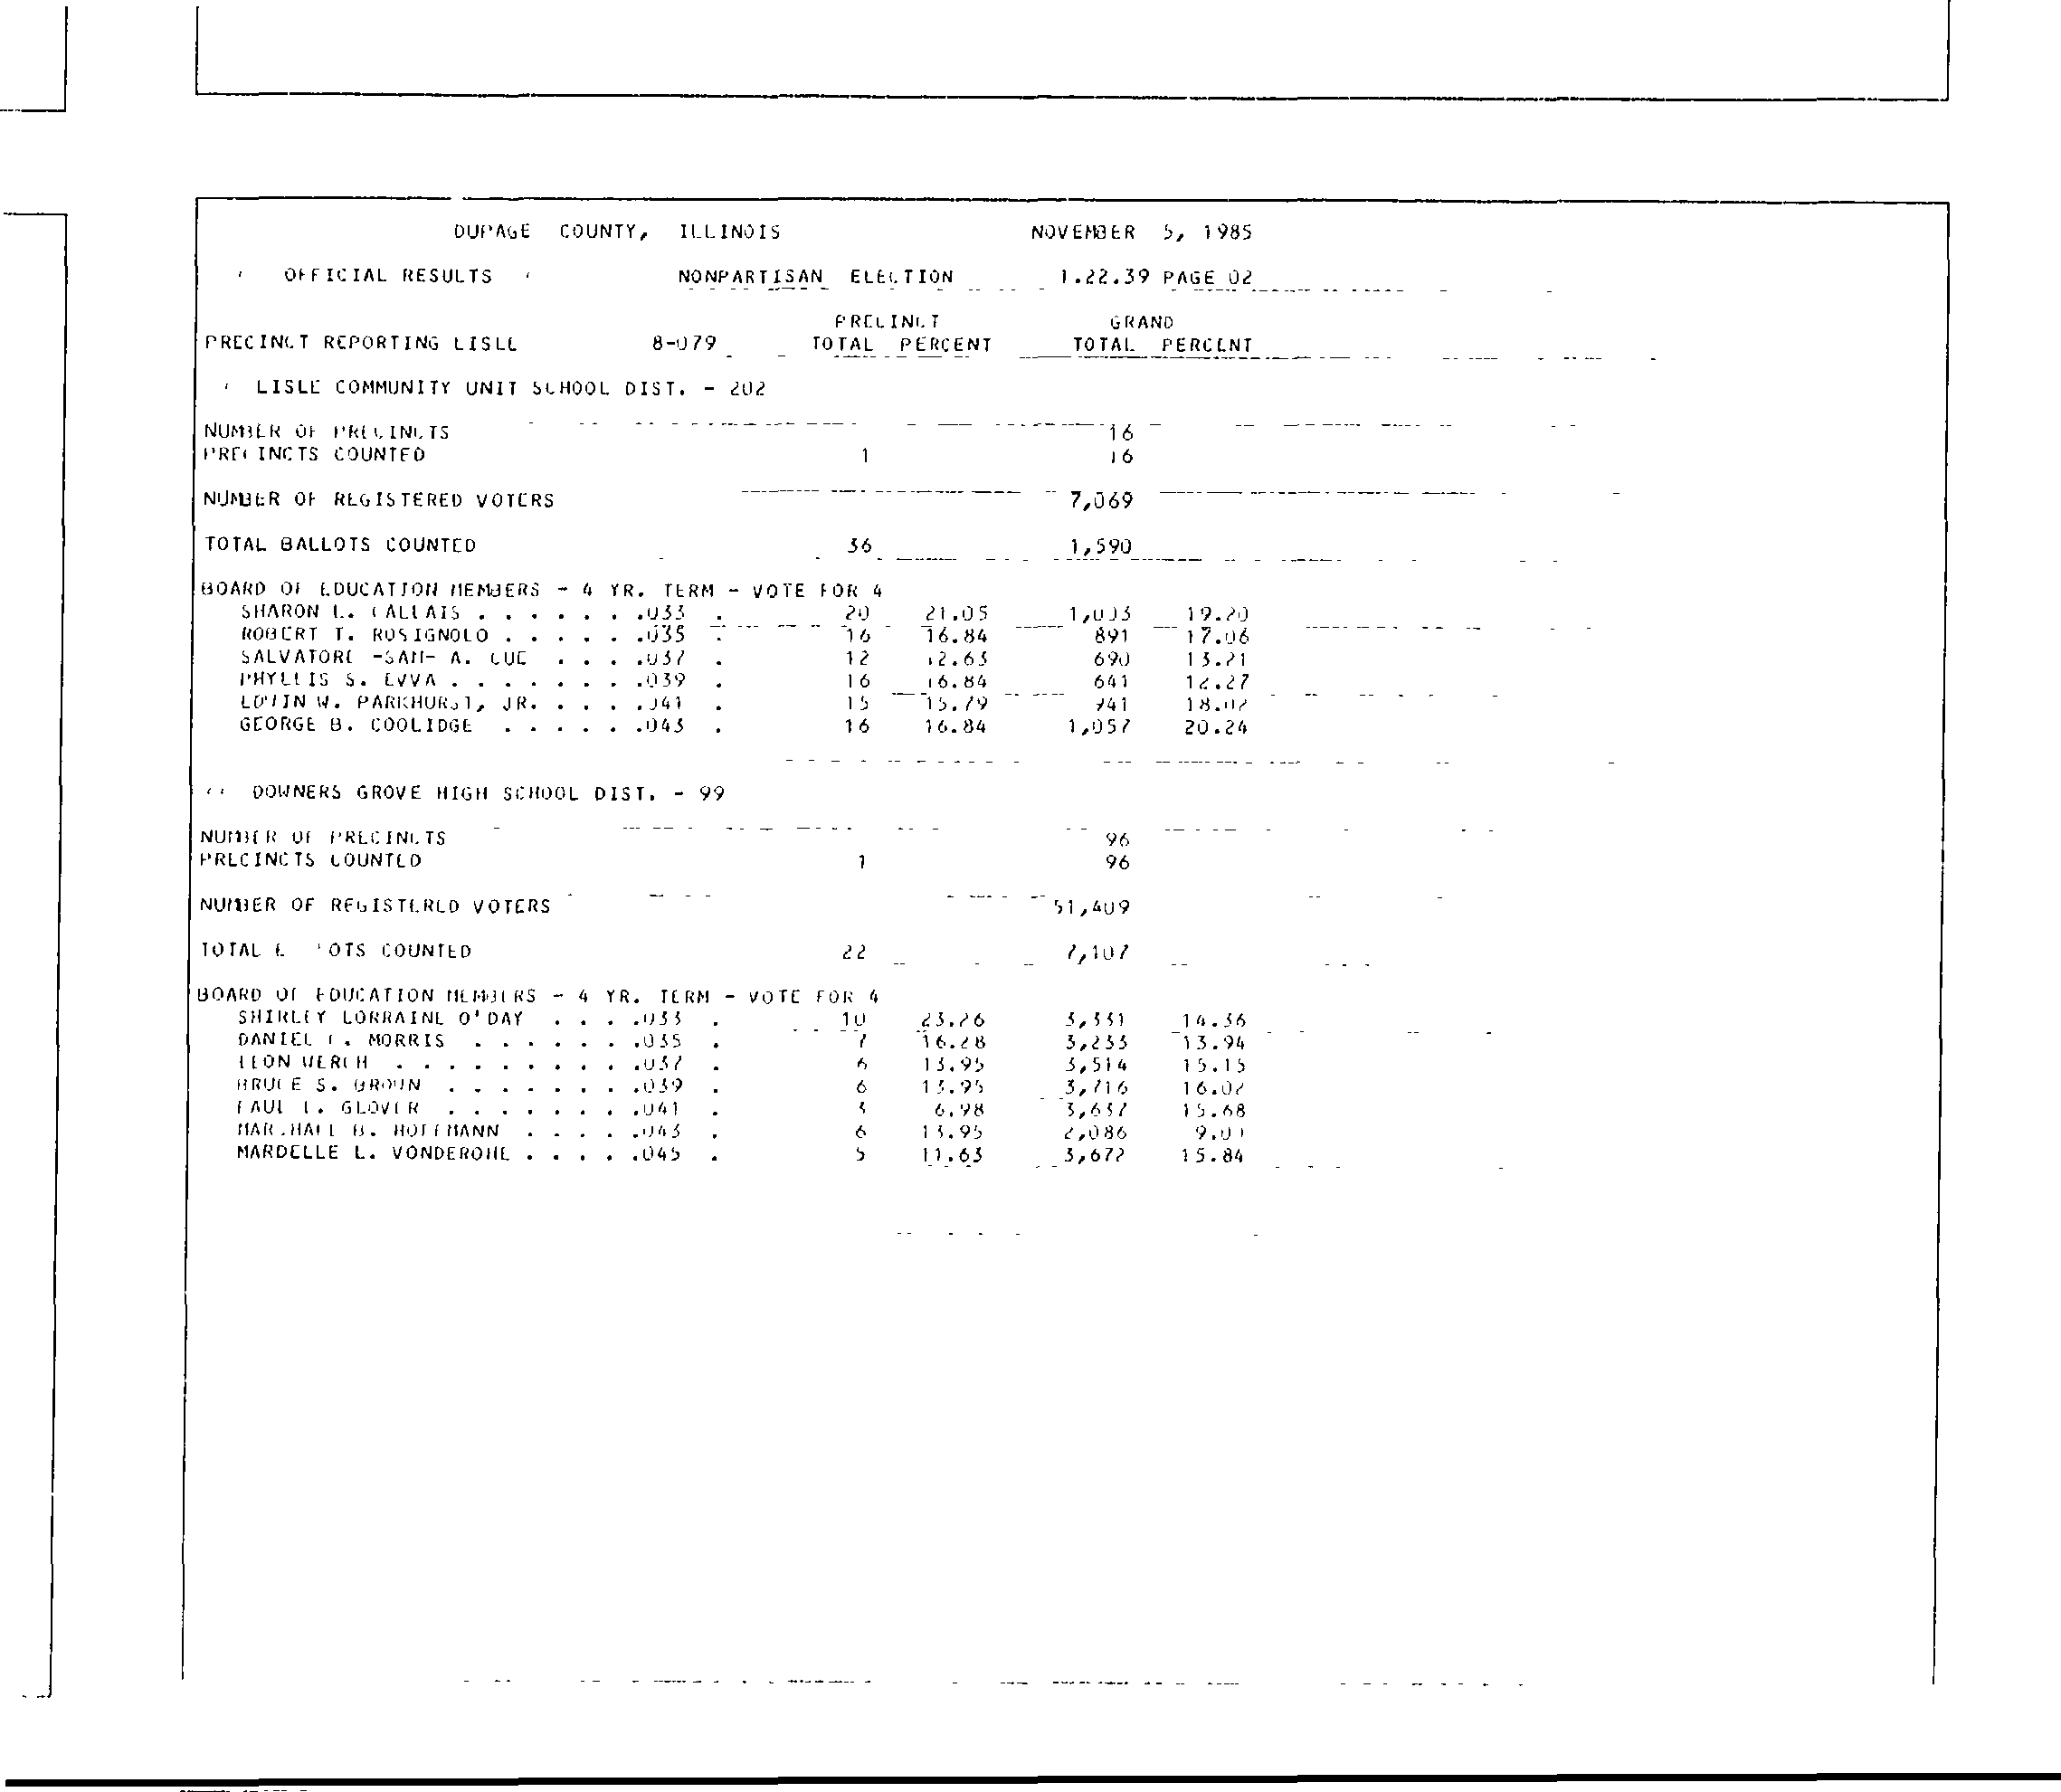 DUPAGE COUNTY, ILLINOIS NOVEMBER 5, 1985
OFFICIAL RESULTS NONPARTISAN ELECTION 1.22.39 PAGE 02
PRECINCT GRAND
PRECINCT REPORTING LISLE 8-079 TOTAL PERCENT TOTAL PERCENT
LISLE COMMUNITY UNIT SCHOOL DIST. - 202
NUMBER OF PRECINCTS 16
PRECINCTS COUNTED 1 16
NUMBER OF REGISTERED VOTERS 7,069
TOTAL BALLOTS COUNTED 36 1,590
BOARD OF EDUCATION MEMBERS - 4 YR. TERM - VOTE FOR 4
SHARON L. CALLAIS . . . . . . .033 . 20 21.05 1,003 19.20
ROBERT T. ROSIGNOLO . . . . . .035 . 16 16.84 891 17.06
SALVATORE -SAM- A. . . . .037 . 12 12.63 690 13.21
PHYLLIS S. . . . . . . .039 . 16 16.84 641 12.27
EDWIN W. PARKHURST, JR. . . . .041 . 15 15.79 941 18.02
GEORGE B. COOLIDGE . . . . . .043 . 16 16.84 1,057 20.24
DOWNERS GROVE HIGH SCHOOL DIST. - 99
NUMBER OF PRECINCTS 96
PRECINCTS COUNTED 1 96
NUMBER OF REGISTERED VOTERS 51,409
TOTAL OTS COUNTED 22 7,107
BOARD OF EDUCATION MEMBERS - 4 YR. TERM - VOTE FOR 4
SHIRLEY LORRAINE O'DAY . . . .033 . 10 23.26 3,331 14.36
DANIEL MORRIS . . . . . . .035 . 7 16.28 3,233 13.94
LEON WERCH . . . . . . . . .037 . 6 13.95 3,514 15.15
BRUCE S. BROWN . . . . . . .039 . 6 13.95 3,716 16.02
PAUL GLOVER . . . . . . .041 . 3 6.98 3,637 15.68
MARSHALL B. HOFFMANN . . . . .043 . 6 13.95 2,086 9.01
MARDELLE L. VONDEROHE . . . . .045 . 5 11.63 3,672 15.84